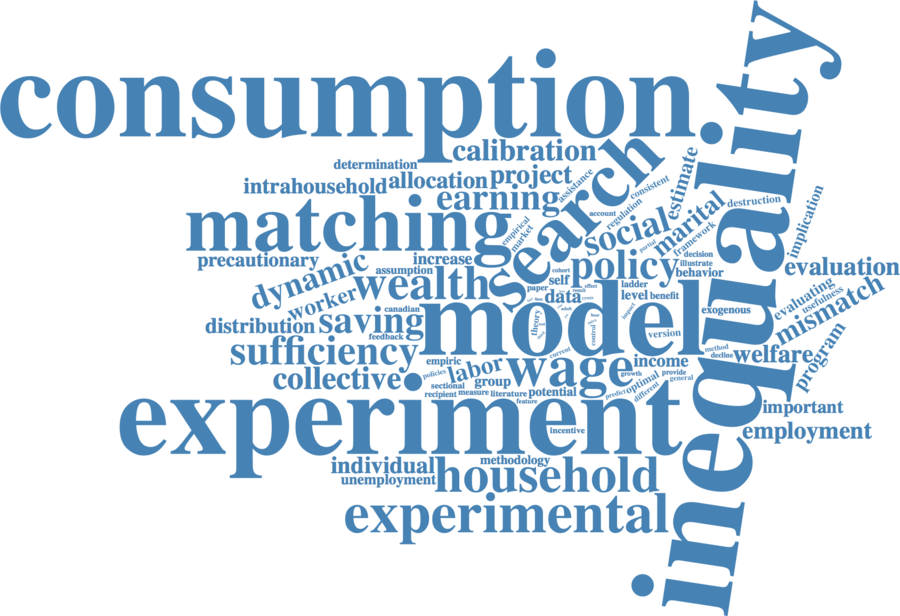 consumption
inequality
calibration
determination
search
project
assistance
allocation
intrahousehold
earning
consistent
estimate
account
regulation
social
marital
destruction
implication
matching
empirical
market
partial
framework
precautionary
increase
policy
decision
illustrate
behavior
evaluation
dynamic
assumption
wealth
cohort
self
effect
ladder
evaluating
usefulness
mismatch
worker
paper
data
level
benefit
impact
canadian
model
exogenous
distribution
saving
feedback
theory
control
version
sufficiency
current
method
decline
welfare
program
empiric
labor
wage
income
collective
policies
group
growth
provide
general
optimal
different
predict
sectional
recipient
measure
literature
potential
feature
experiment
important
incentive
employment
individual
methodology
unemployment
household
experimental